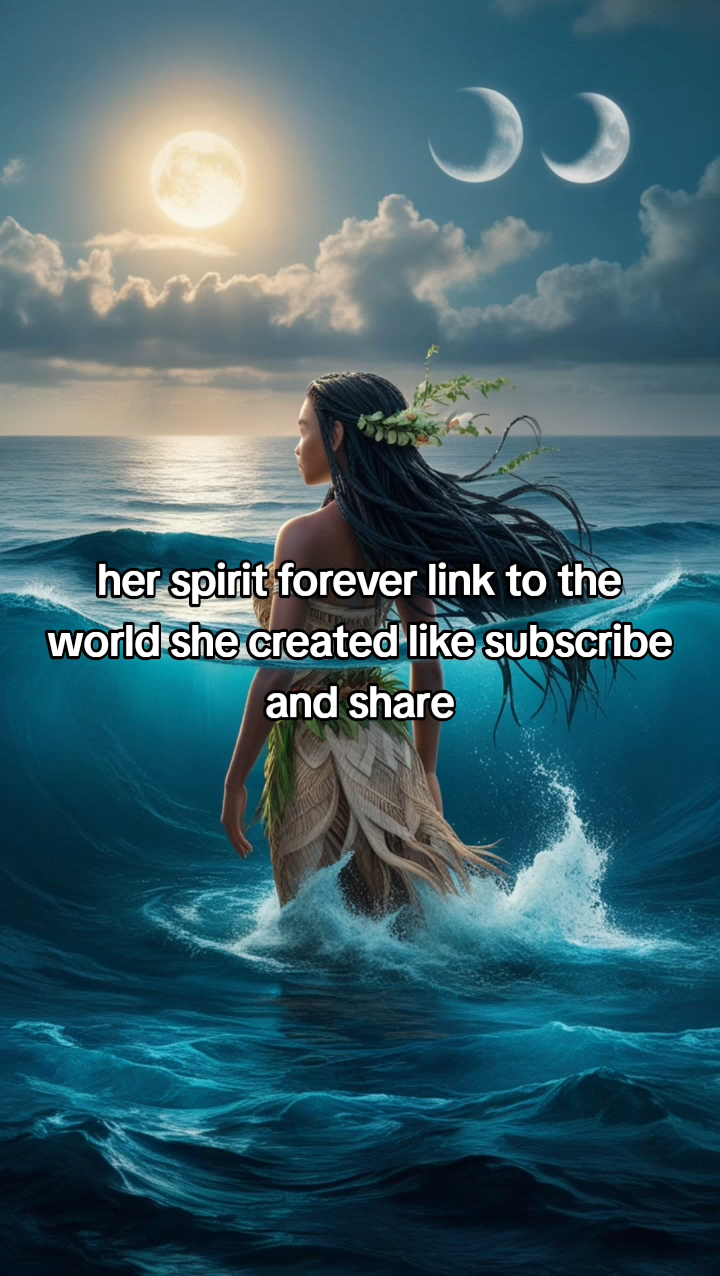 her spirit forever link to the
world she created like subscribe
and share